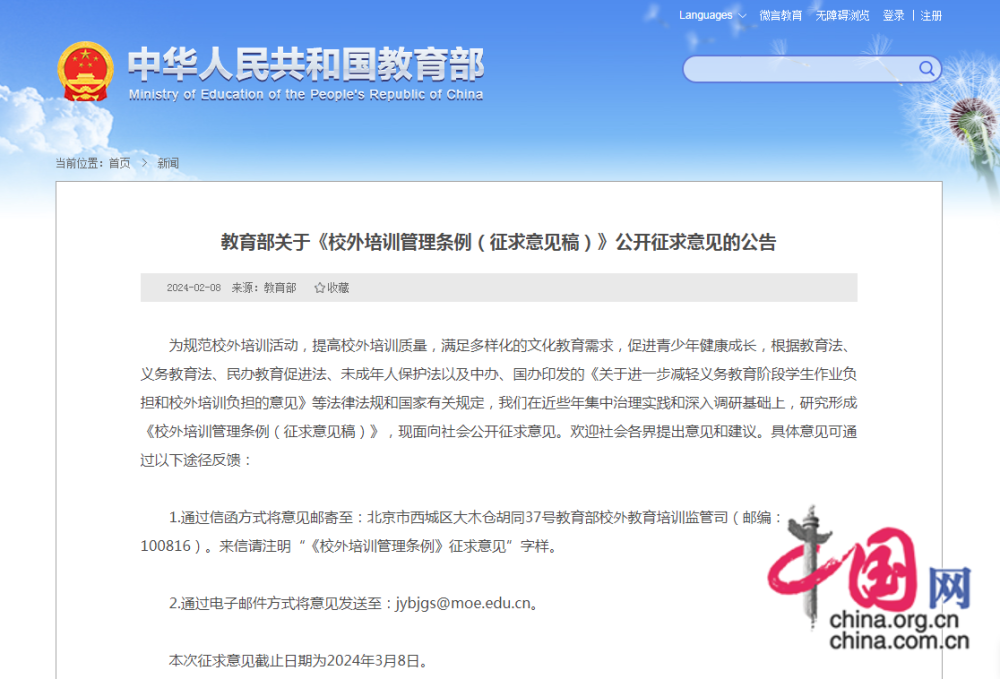 Languages 微言教育 无障碍浏览 登录 | 注册
中华人民共和国教育部
Ministry of Education of the People's Republic of China
当前位置：首页 > 新闻
教育部关于《校外培训管理条例（征求意见稿）》公开征求意见的公告
2024-02-08 来源：教育部 ☆收藏
为规范校外培训活动，提高校外培训质量，满足多样化的文化教育需求，促进青少年健康成长，根据教育法、
义务教育法、民办教育促进法、未成年人保护法以及中办、国办印发的《关于进一步减轻义务教育阶段学生作业负
担和校外培训负担的意见》等法律法规和国家有关规定，我们在近些年集中治理实践和深入调研基础上，研究形成
《校外培训管理条例（征求意见稿）》，现面向社会公开征求意见。欢迎社会各界提出意见和建议。具体意见可通
过以下途径反馈：
1.通过信函方式将意见邮寄至：北京市西城区大木仓胡同37号教育部校外教育培训监管司（邮编：
100816）。来信请注明“《校外培训管理条例》征求意见”字样。
2.通过电子邮件方式将意见发送至：jybjgs@moe.edu.cn。
本次征求意见截止日期为2024年3月8日。
中国网
china.org.cn
china.com.cn